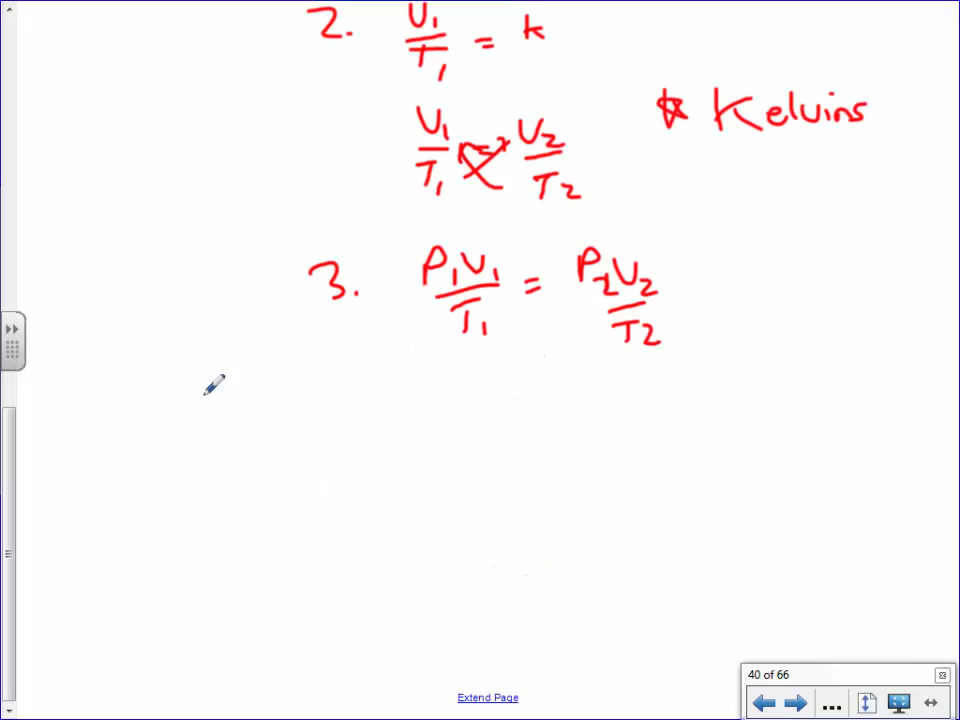 2. V₁/T₁ = k
* Kelvins
V₁/T₁ = V₂/T₂
3. P₁V₁/T₁ = P₂V₂/T₂
40 of 66
Extend Page